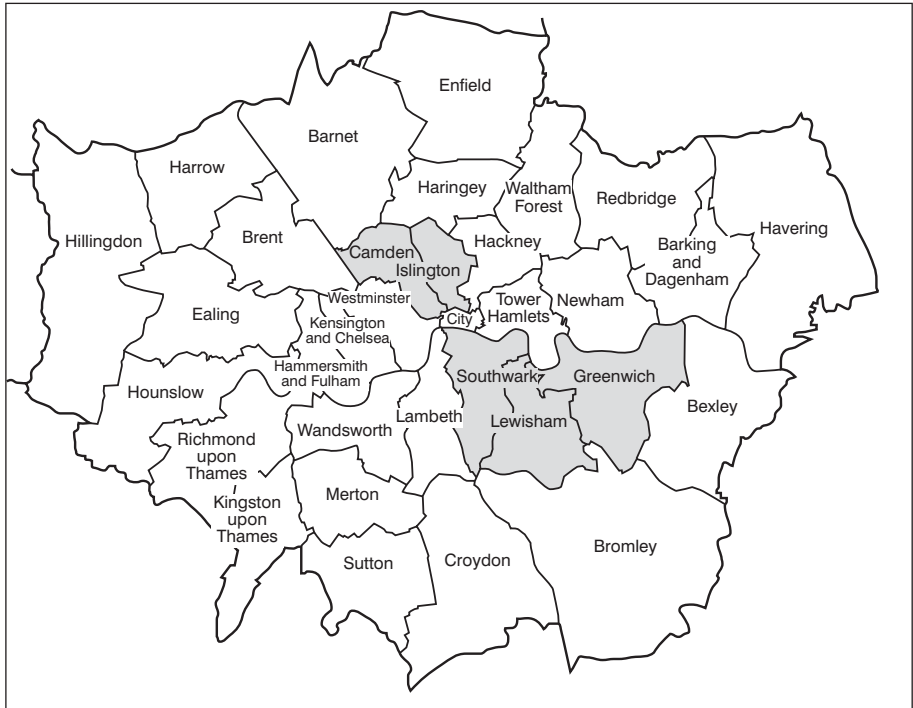 Enfield
Barnet
Harrow
Haringey
Waltham
Forest
Redbridge
Havering
Hillingdon
Brent
Camden
Islington
Hackney
Barking
and
Dagenham
Ealing
Westminster
Kensington
and Chelsea
City
Tower
Hamlets
Newham
Hammersmith
and Fulham
Hounslow
Southwark
Greenwich
Bexley
Lambeth
Lewisham
Wandsworth
Richmond
upon
Thames
Kingston
upon
Thames
Merton
Sutton
Croydon
Bromley